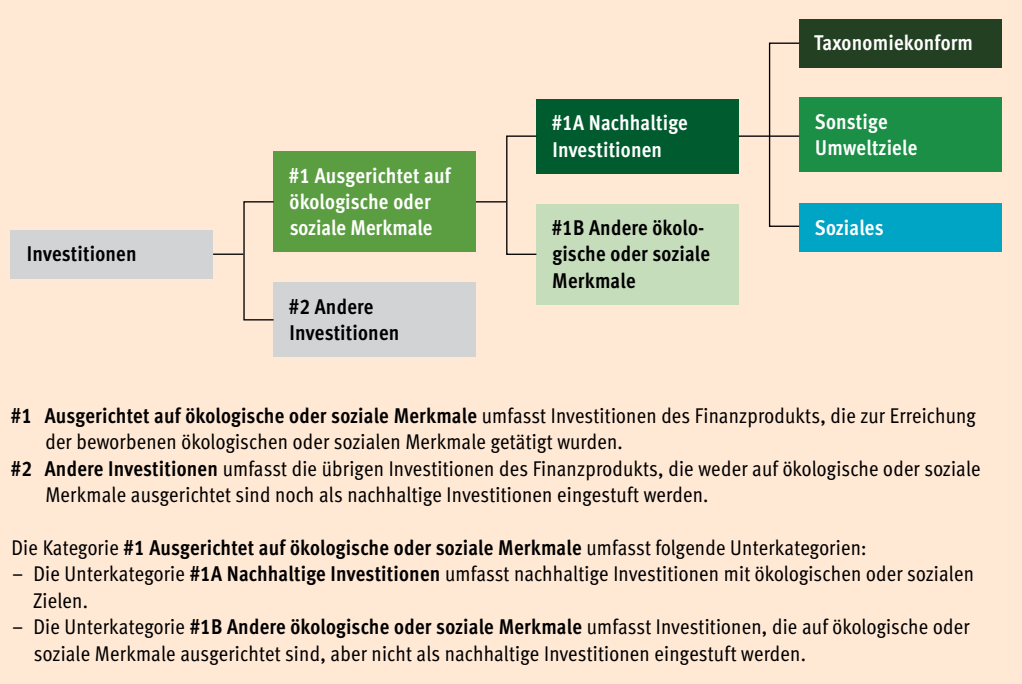 Investitionen
#1 Ausgerichtet auf
ökologische oder
soziale Merkmale
#2 Andere
Investitionen
#1A Nachhaltige
Investitionen
#1B Andere ökolo-
gische oder soziale
Merkmale
Taxonomiekonform
Sonstige
Umweltziele
Soziales
#1 Ausgerichtet auf ökologische oder soziale Merkmale umfasst Investitionen des Finanzprodukts, die zur Erreichung
der beworbenen ökologischen oder sozialen Merkmale getätigt wurden.
#2 Andere Investitionen umfasst die übrigen Investitionen des Finanzprodukts, die weder auf ökologische oder soziale
Merkmale ausgerichtet sind noch als nachhaltige Investitionen eingestuft werden.
Die Kategorie #1 Ausgerichtet auf ökologische oder soziale Merkmale umfasst folgende Unterkategorien:
– Die Unterkategorie #1A Nachhaltige Investitionen umfasst nachhaltige Investitionen mit ökologischen oder sozialen
Zielen.
– Die Unterkategorie #1B Andere ökologische oder soziale Merkmale umfasst Investitionen, die auf ökologische oder
soziale Merkmale ausgerichtet sind, aber nicht als nachhaltige Investitionen eingestuft werden.